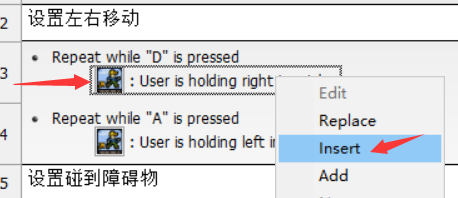 2 设置左右移动
• Repeat while "D" is pressed
3 : User is holding right
Edit
Replace
• Repeat while "A" is pressed
4 : User is holding left
Insert
Add
5 设置碰到障碍物